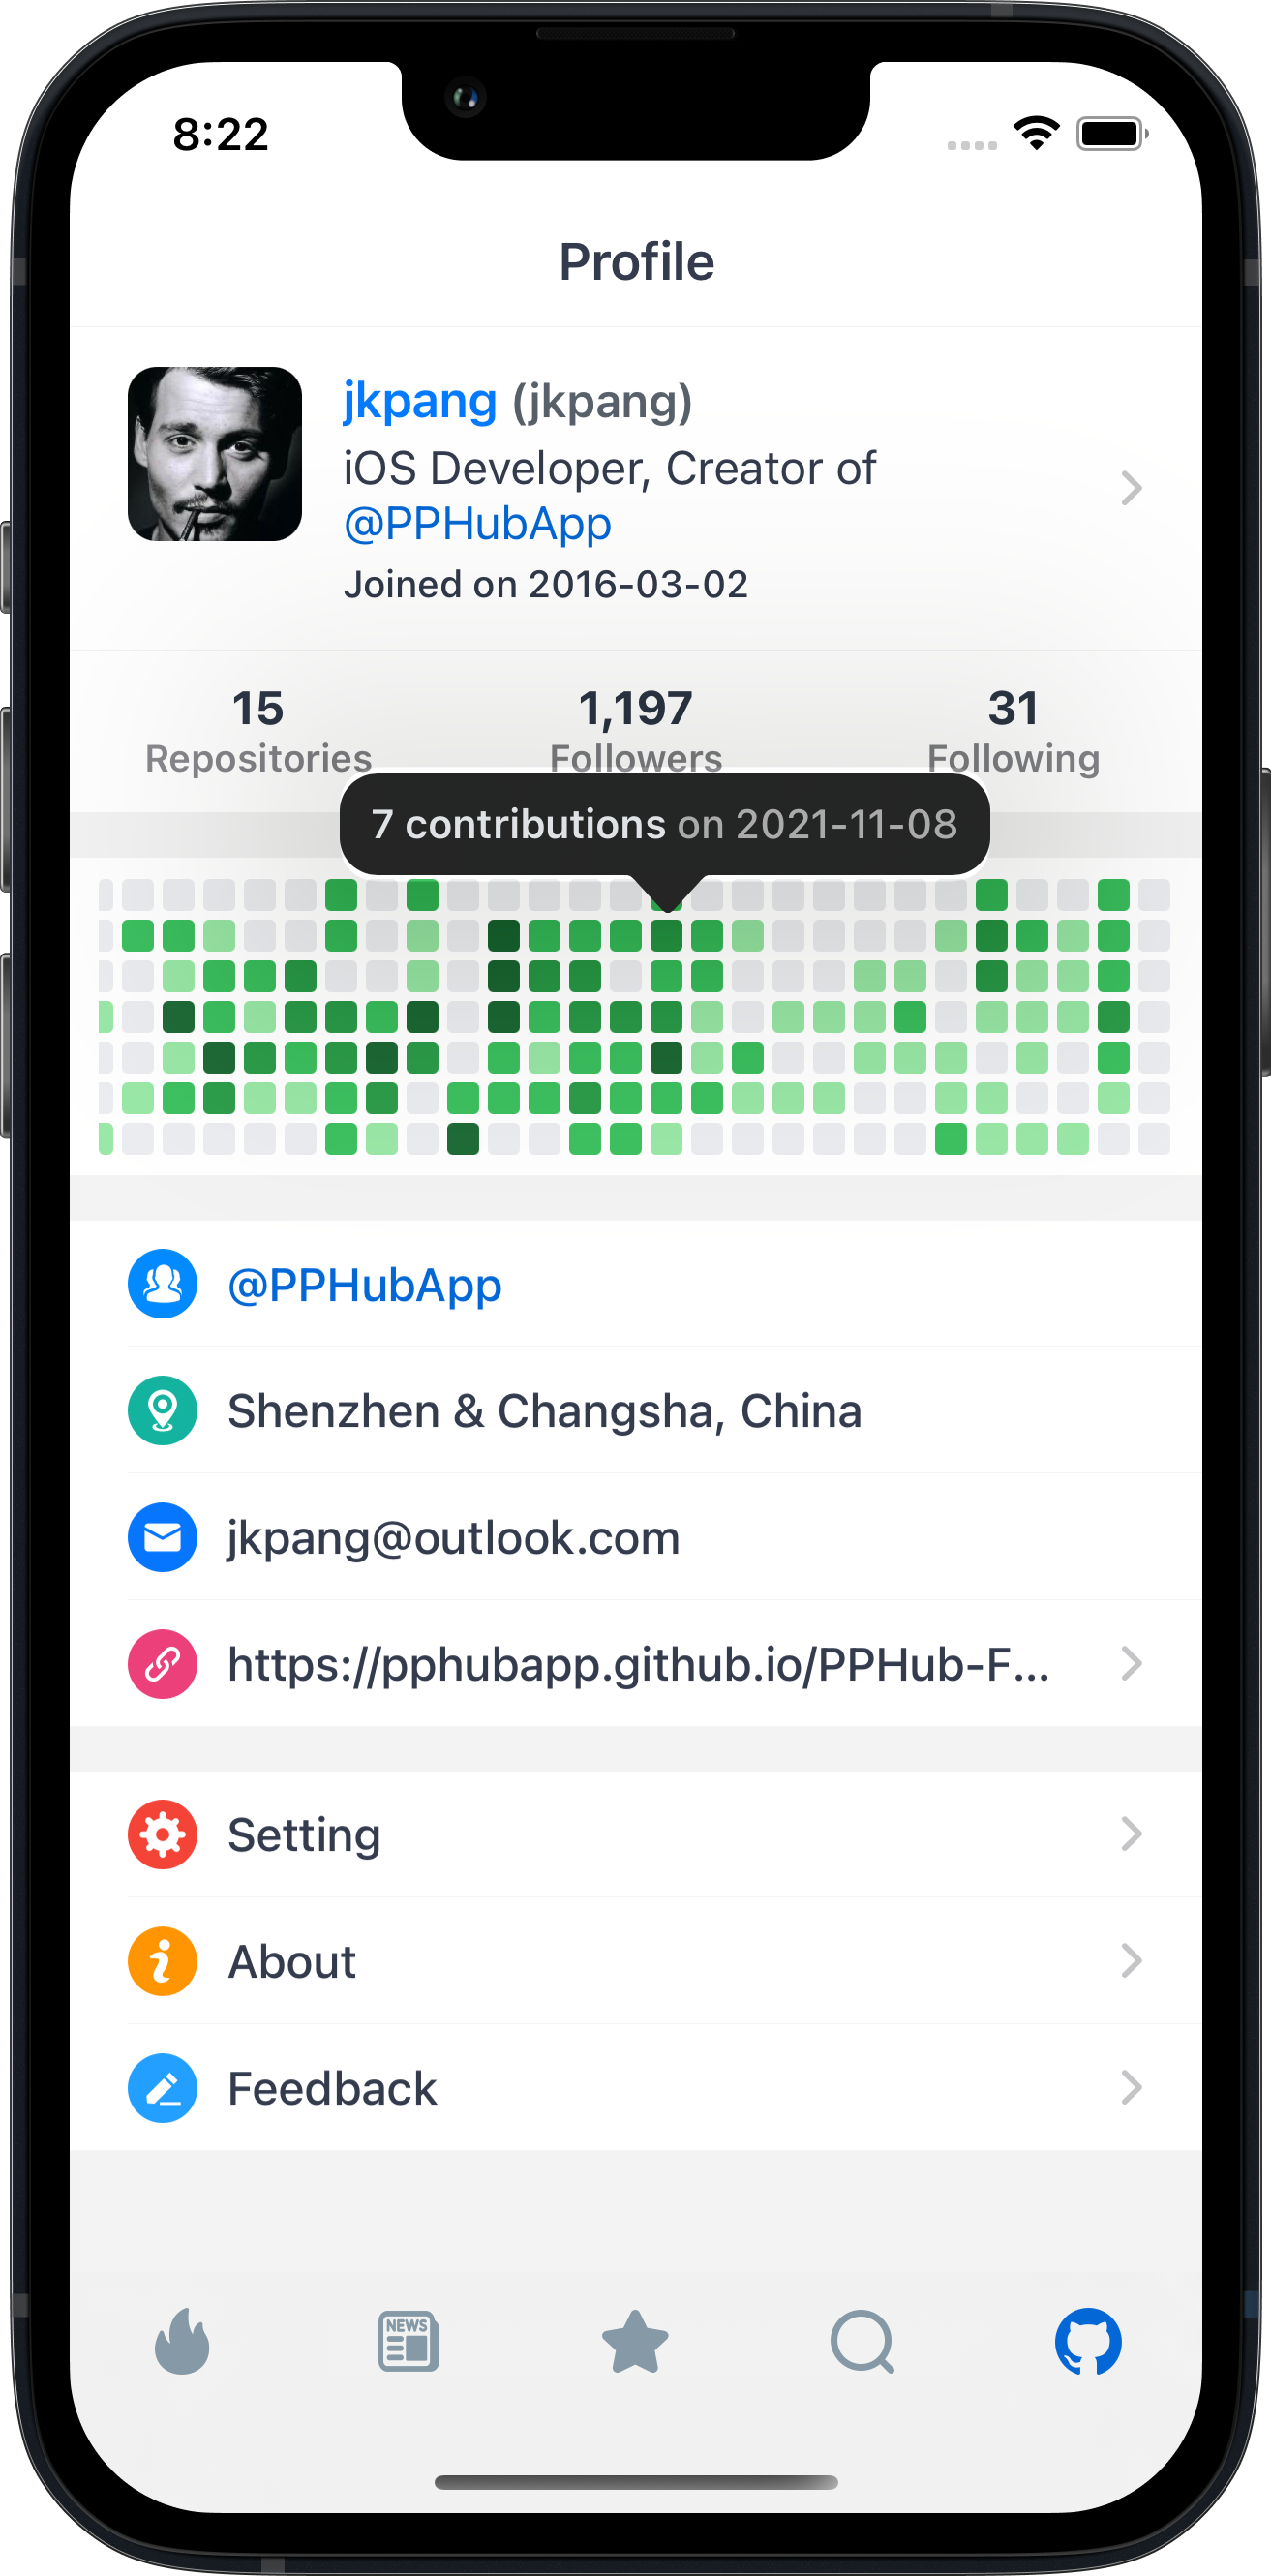 8:22
Profile
jkpang (jkpang)
iOS Developer, Creator of
@PPHubApp
Joined on 2016-03-02
15
1,197
31
Repositories
Followers
Following
7 contributions on 2021-11-08
@PPHubApp
Shenzhen & Changsha, China
jkpang@outlook.com
https://pphubapp.github.io/PPHub-F...
Setting
About
Feedback
NEWS